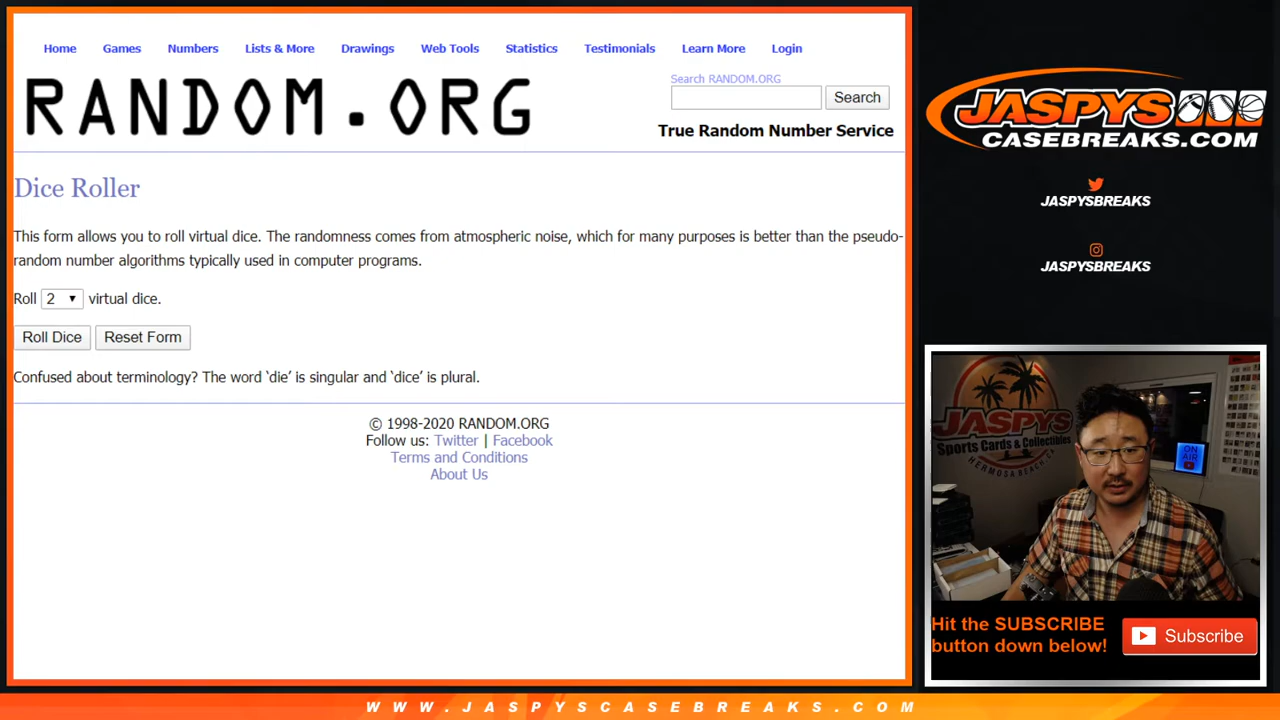 Home Games Numbers Lists & More Drawings Web Tools Statistics Testimonials Learn More Login
RANDOM.ORG
Search RANDOM.ORG
Search
True Random Number Service
Dice Roller
This form allows you to roll virtual dice. The randomness comes from atmospheric noise, which for many purposes is better than the pseudo-
random number algorithms typically used in computer programs.
Roll 2 virtual dice.
Roll Dice Reset Form
Confused about terminology? The word ‘die’ is singular and ‘dice’ is plural.
© 1998-2020 RANDOM.ORG
Follow us: Twitter | Facebook
Terms and Conditions
About Us
JASPYS
CASEBREAKS.COM
JASPYSBREAKS
JASPYSBREAKS
JASPYS
Sports Cards & Collectibles
HERMOSA BEACH, CA
ON
AIR
Hit the SUBSCRIBE
button down below!
Subscribe
WWW.JASPYSCASEBREAKS.COM